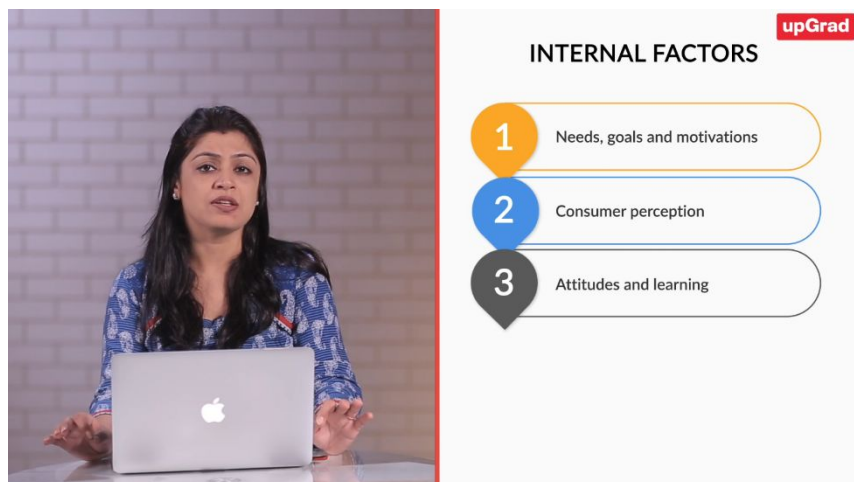 upGrad
INTERNAL FACTORS
1
Needs, goals and motivations
2
Consumer perception
3
Attitudes and learning